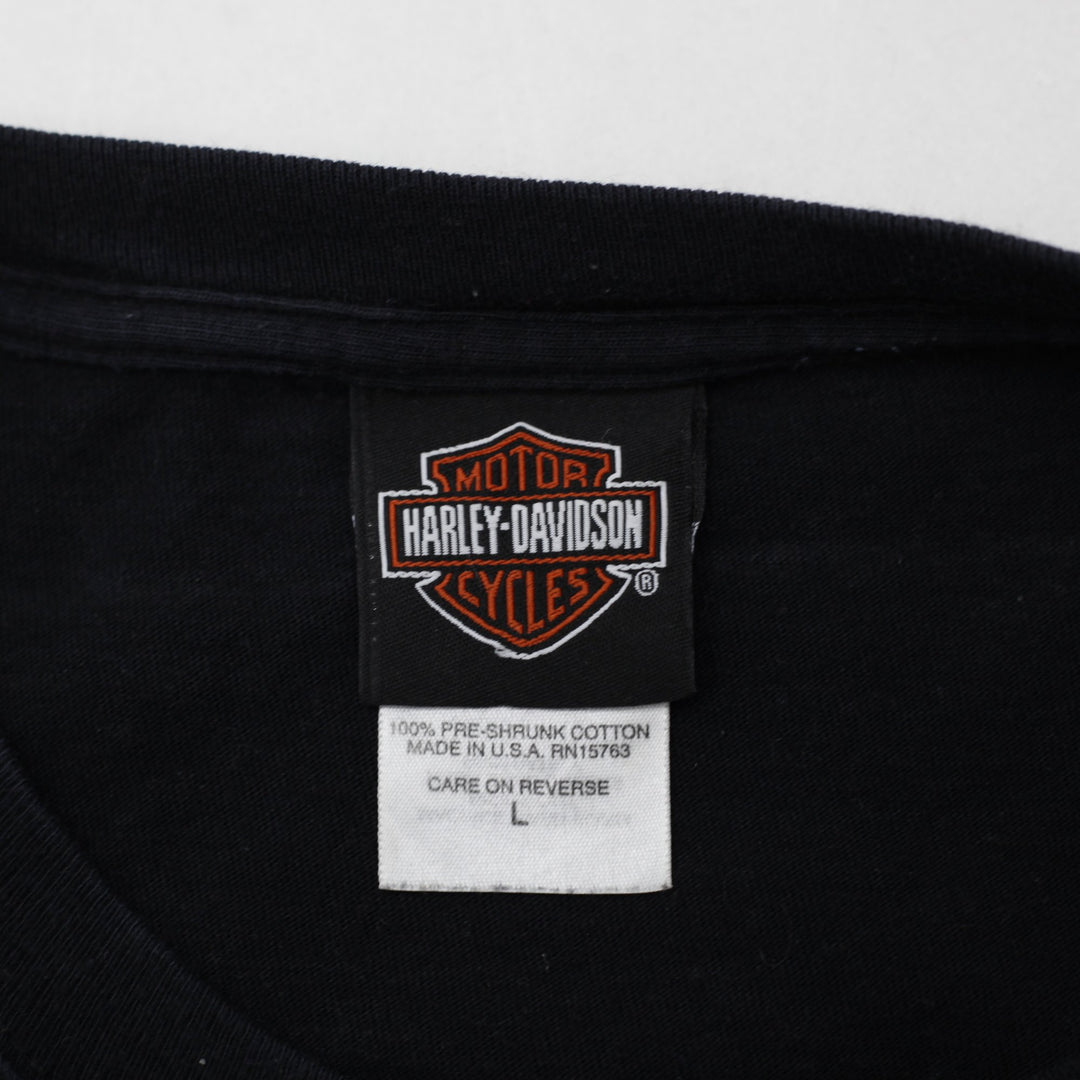 MOTOR
HARLEY-DAVIDSON
CYCLES
®
100% PRE-SHRUNK COTTON
MADE IN U.S.A. RN15763
CARE ON REVERSE
L